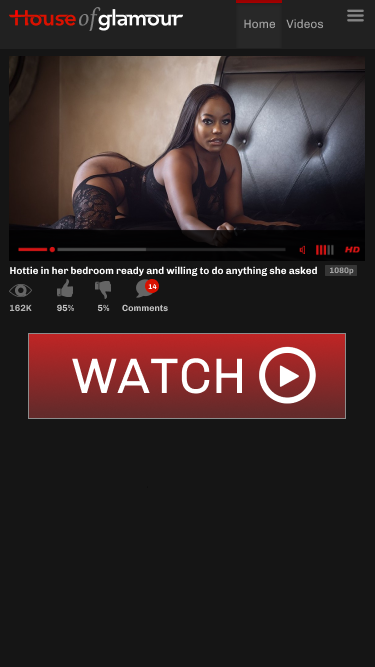 House of glamour
Home Videos
HD
Hottie in her bedroom ready and willing to do anything she asked 1080p
14
162K 95% 5% Comments
WATCH